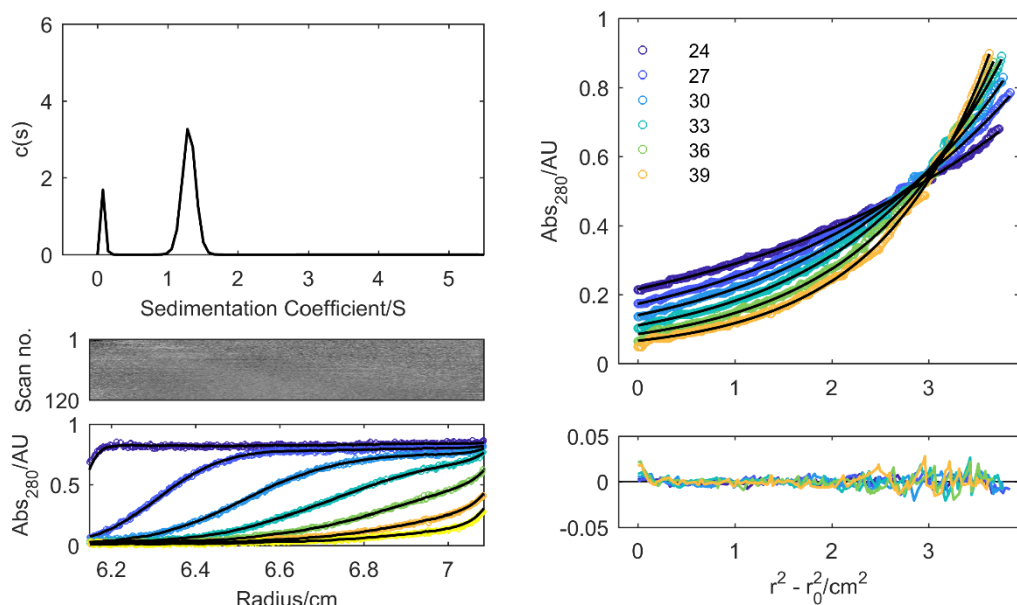 6
4
2
0
c(s)
0 1 2 3 4 5
Sedimentation Coefficient/S
1
120
Scan no.
1
0.5
0
Abs280/AU
6.2 6.4 6.6 6.8 7
Radius/cm
1
0.8
0.6
0.4
0.2
0
Abs280/AU
24
27
30
33
36
39
0 1 2 3
0.05
0
-0.05
0 1 2 3
r² - r₀²/cm²